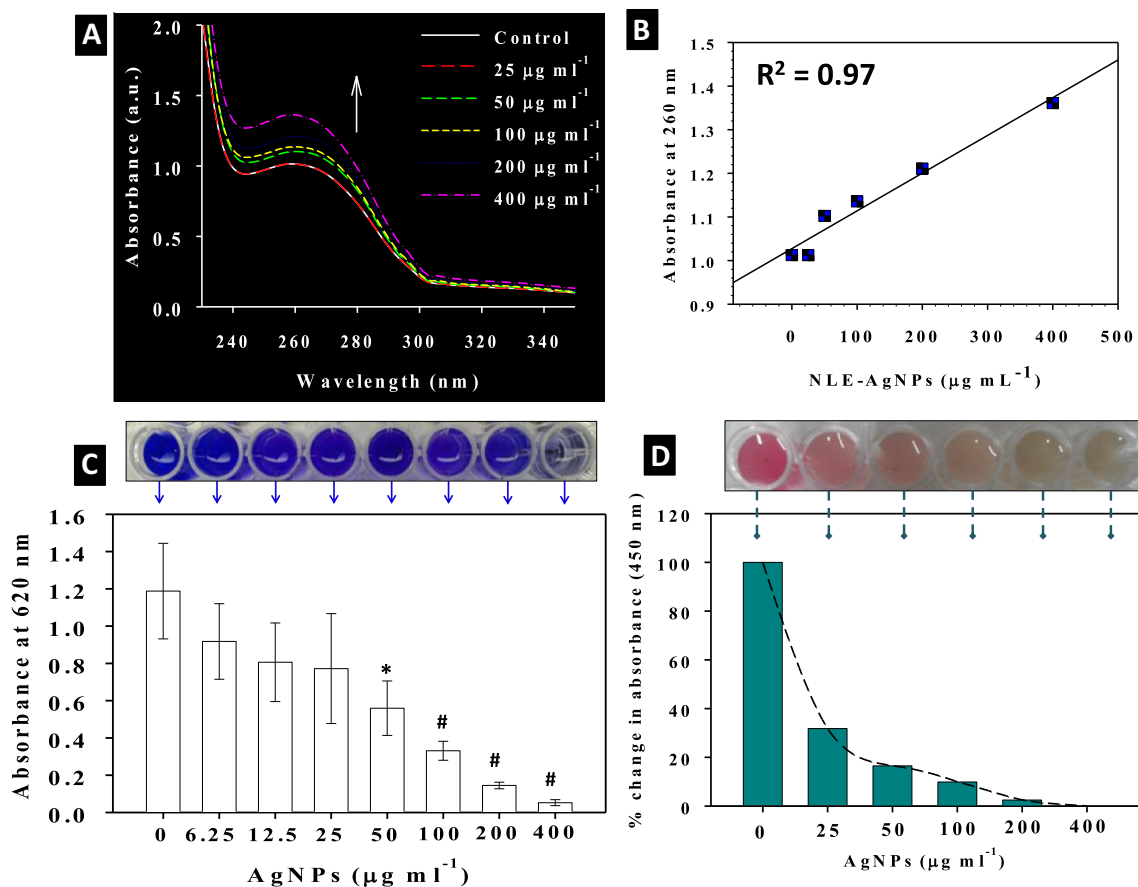 A
Absorbance (a.u.)
2.0
1.5
1.0
0.5
0.0
Control
25 µg ml-1
50 µg ml-1
100 µg ml-1
200 µg ml-1
400 µg ml-1
240 260 280 300 320 340
Wavelength (nm)
B
Absorbance at 260 nm
1.5
1.4
1.3
1.2
1.1
1.0
0.9
R2 = 0.97
0 100 200 300 400 500
NLE-AgNPs (µg mL-1)
C
Absorbance at 620 nm
1.6
1.4
1.2
1.0
0.8
0.6
0.4
0.2
0.0
*
#
#
#
0 6.25 12.5 25 50 100 200 400
AgNPs (µg ml-1)
D
% change in absorbance (450 nm)
120
100
80
60
40
20
0
0 25 50 100 200 400
AgNPs (µg ml-1)